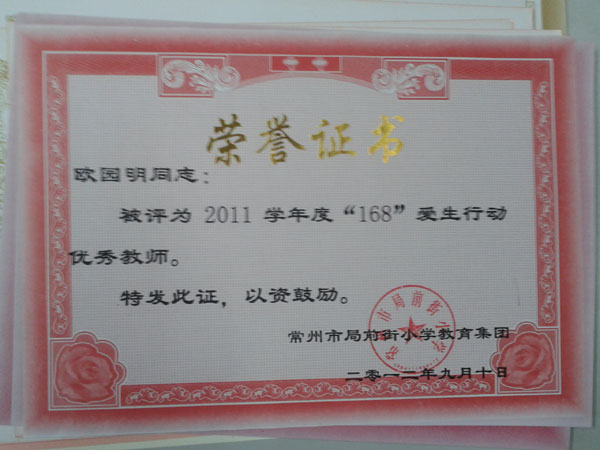 荣誉证书
欧园明同志：
被评为 2011 学年度“168”爱生行动
优秀教师。
特发此证，以资鼓励。
常州市局前街小学教育集团
二零一二年九月十日